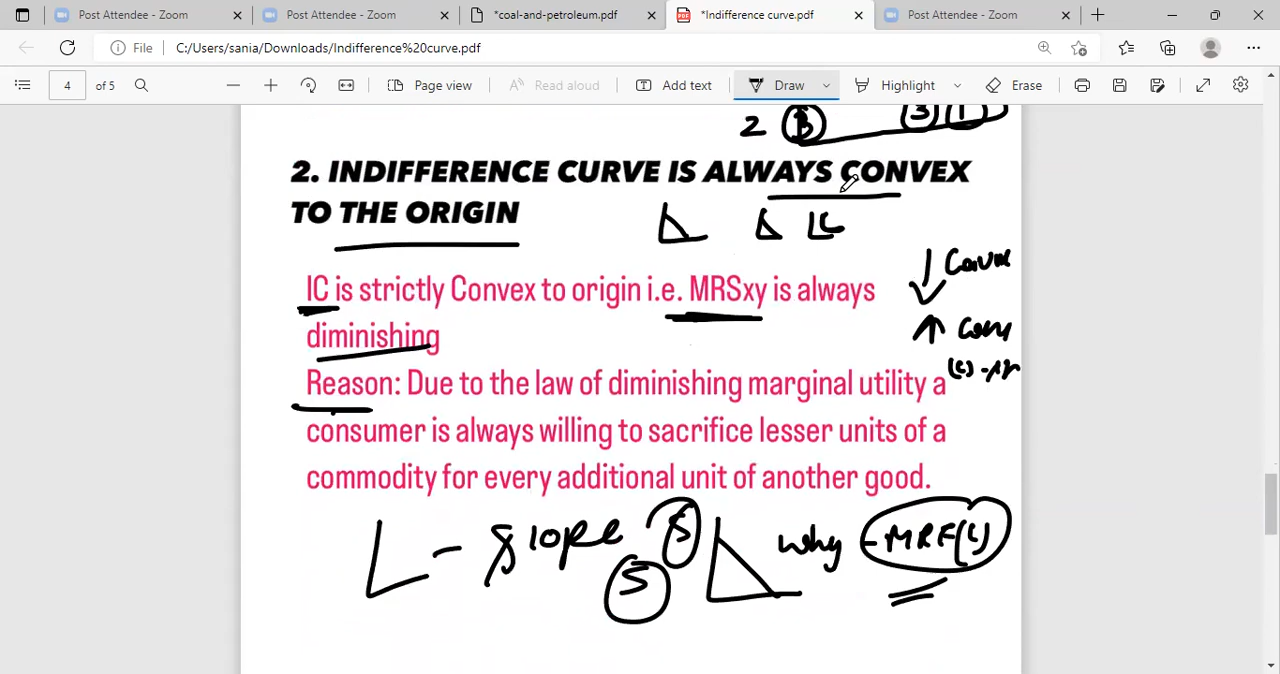 Post Attendee - Zoom
Post Attendee - Zoom
*coal-and-petroleum.pdf
*Indifference curve.pdf
Post Attendee - Zoom
File
C:/Users/sania/Downloads/Indifference%20curve.pdf
4 of 5
Page view
Read aloud
Add text
Draw
Highlight
Erase
2 B 3 1
2. INDIFFERENCE CURVE IS ALWAYS CONVEX
TO THE ORIGIN
IC is strictly Convex to origin i.e. MRSxy is always
diminishing
Reason: Due to the law of diminishing marginal utility a
consumer is always willing to sacrifice lesser units of a
commodity for every additional unit of another good.
slope
S
why